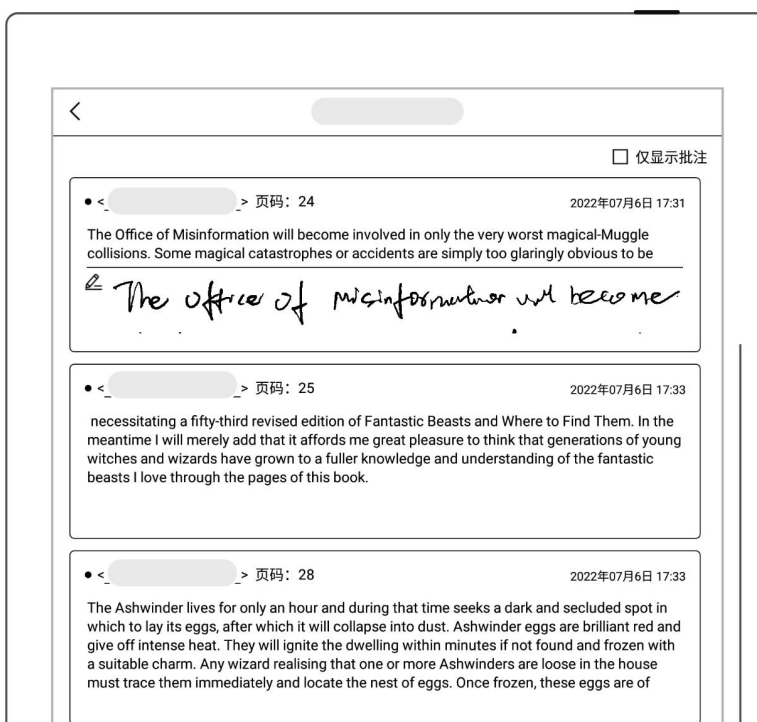 仅显示批注
<_ _> 页码：24
2022年07月6日 17:31
The Office of Misinformation will become involved in only the very worst magical-Muggle
collisions. Some magical catastrophes or accidents are simply too glaringly obvious to be
The office of misinformation will become
<_ _> 页码：25
2022年07月6日 17:33
necessitating a fifty-third revised edition of Fantastic Beasts and Where to Find Them. In the
meantime I will merely add that it affords me great pleasure to think that generations of young
witches and wizards have grown to a fuller knowledge and understanding of the fantastic
beasts I love through the pages of this book.
<_ _> 页码：28
2022年07月6日 17:33
The Ashwinder lives for only an hour and during that time seeks a dark and secluded spot in
which to lay its eggs, after which it will collapse into dust. Ashwinder eggs are brilliant red and
give off intense heat. They will ignite the dwelling within minutes if not found and frozen with
a suitable charm. Any wizard realising that one or more Ashwinders are loose in the house
must trace them immediately and locate the nest of eggs. Once frozen, these eggs are of